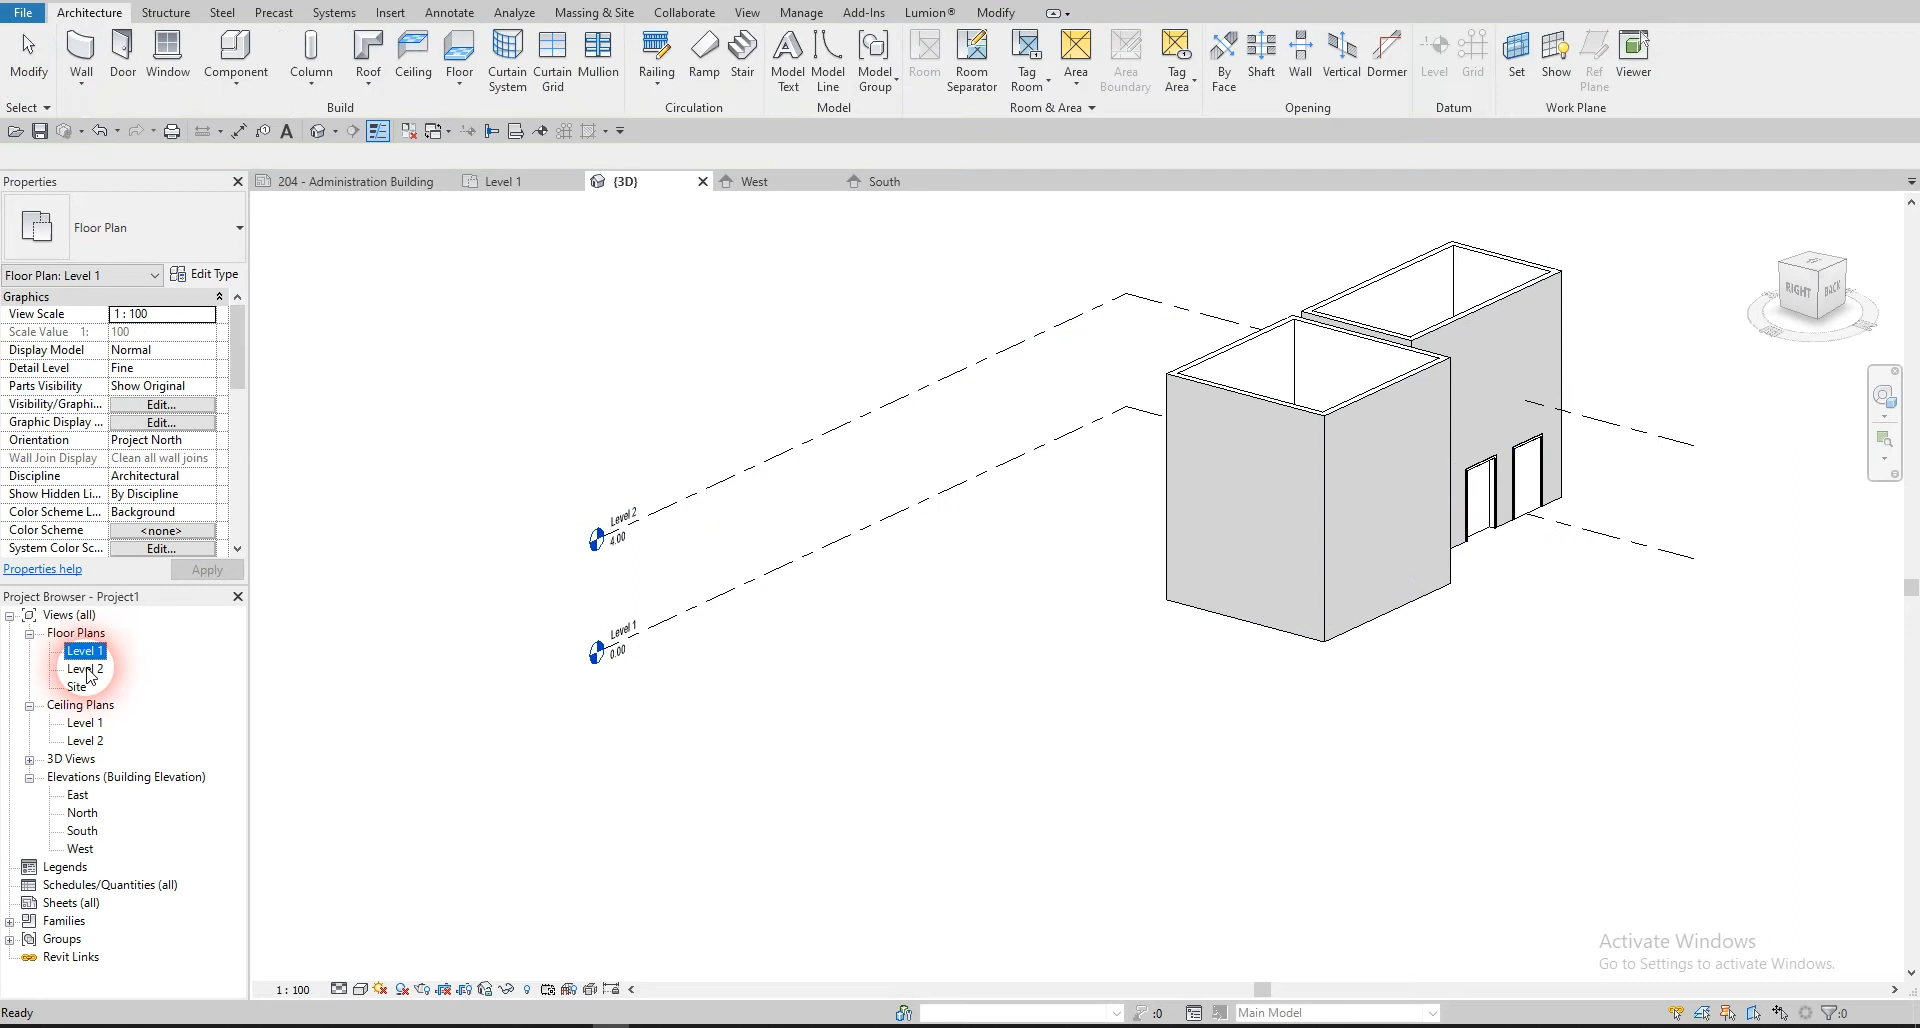 File Architecture Structure Steel Precast Systems Insert Annotate Analyze Massing & Site Collaborate View Manage Add-Ins Lumion® Modify
Modify Wall Door Window Component Column Roof Ceiling Floor Curtain System Curtain Grid Mullion Railing Ramp Stair Model Text Model Line Model Group Room Room Separator Tag Room Area Area Boundary Tag Area By Face Shaft Wall Vertical Dormer Level Grid Set Show Ref Plane Viewer
Select Build Circulation Model Room & Area Opening Datum Work Plane
Properties
204 - Administration Building Level 1 {3D} West South
Floor Plan
Floor Plan: Level 1 Edit Type
Graphics
View Scale 1 : 100
Scale Value 1: 100
Display Model Normal
Detail Level Fine
Parts Visibility Show Original
Visibility/Graphi... Edit...
Graphic Display ... Edit...
Orientation Project North
Wall Join Display Clean all wall joins
Discipline Architectural
Show Hidden Li... By Discipline
Color Scheme L... Background
Color Scheme <none>
System Color Sc... Edit...
Properties help Apply
Project Browser - Project1
Views (all)
Floor Plans
Level 1
Level 2
Site
Ceiling Plans
Level 1
Level 2
3D Views
Elevations (Building Elevation)
East
North
South
West
Legends
Schedules/Quantities (all)
Sheets (all)
Families
Groups
Revit Links
Level 2
4.00
Level 1
0.00
RIGHT BACK
Activate Windows
Go to Settings to activate Windows.
1 : 100
Ready :0 Main Model :0